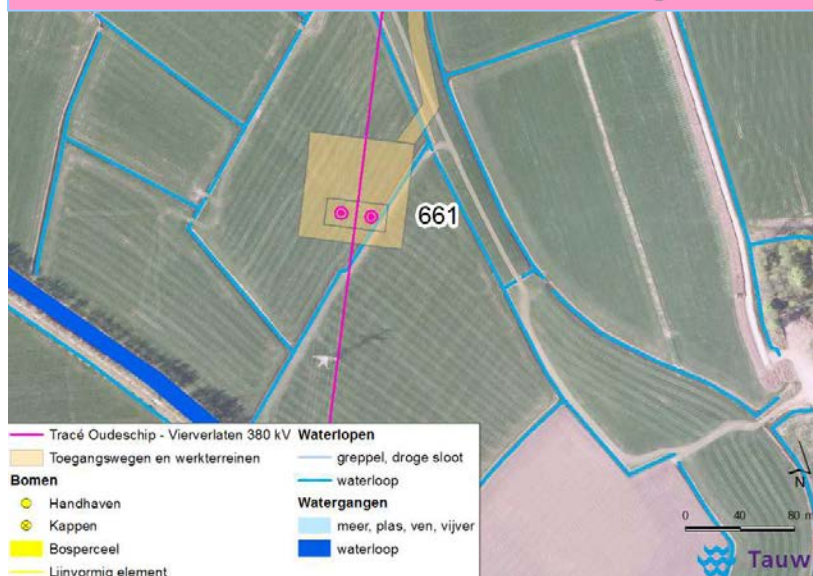 661
Tracé Oudeschip - Vierverlaten 380 kV
Toegangswegen en werkterreinen
Bomen
Handhaven
Kappen
Bosperceel
Lijnvormig element
Waterlopen
greppel, droge sloot
waterloop
Watergangen
meer, plas, ven, vijver
waterloop
N
0 40 80 m
Tauw